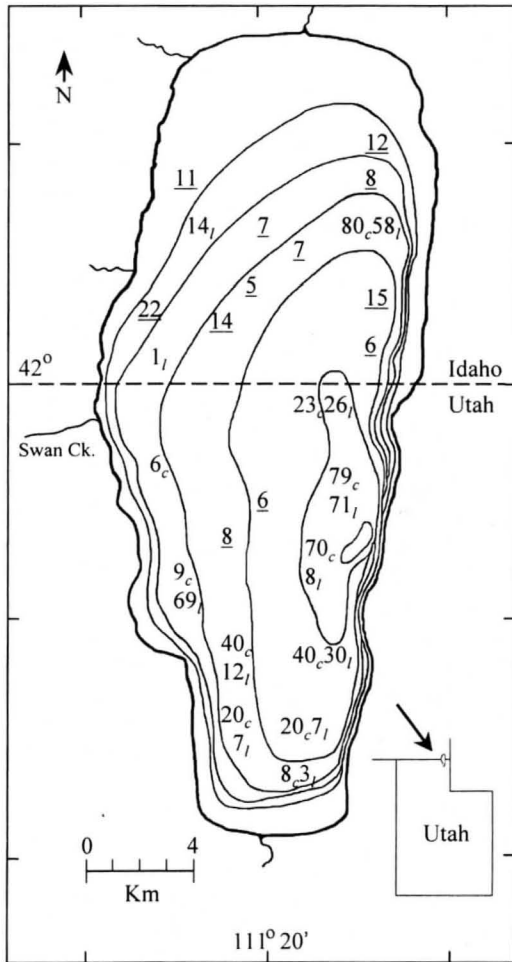 N
12
11
8
14l
7
80c58l
7
5
22
15
14
1l
6
42° Idaho
Utah
23c26l
Swan Ck.
6c
79c
71l
6
8
70c
9c
8l
69l
40c
40c30l
12l
20c
20c7l
7l
8c3l
Utah
0 4
Km
111° 20'